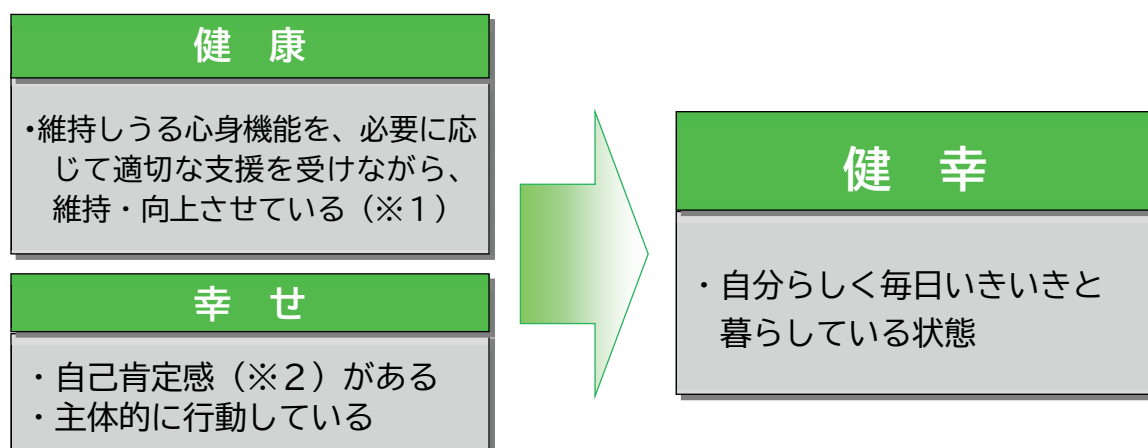 健　康
・維持しうる心身機能を、必要に応
じて適切な支援を受けながら、
維持・向上させている（※１）
幸　せ
・自己肯定感（※２）がある
・主体的に行動している
健　幸
・自分らしく毎日いきいきと
暮らしている状態